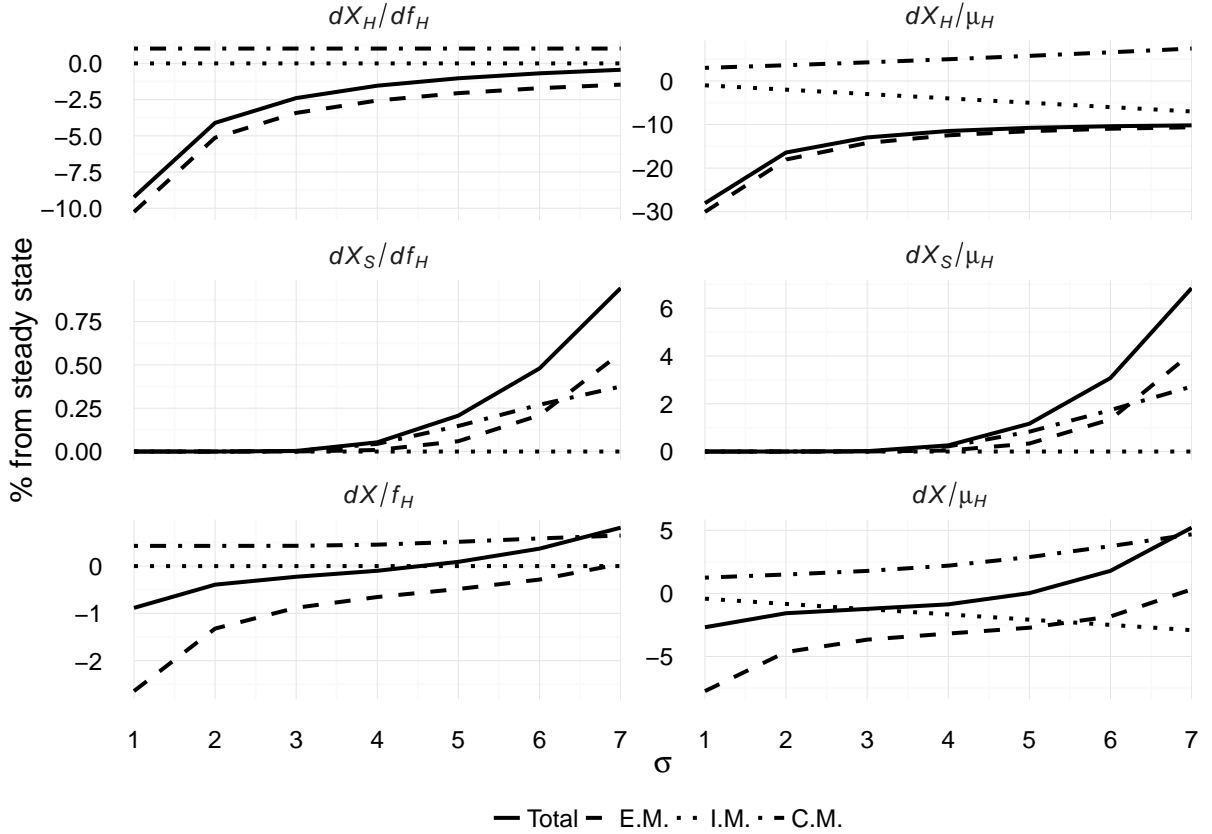 dX_H/df_H
dX_H/μ_H
0.0
−2.5
−5.0
−7.5
−10.0
0
−10
−20
−30
dX_S/df_H
dX_S/μ_H
0.75
0.50
0.25
0.00
6
4
2
0
dX/f_H
dX/μ_H
0
−1
−2
5
0
−5
% from steady state
1 2 3 4 5 6 7
1 2 3 4 5 6 7
σ
Total E.M. I.M. C.M.